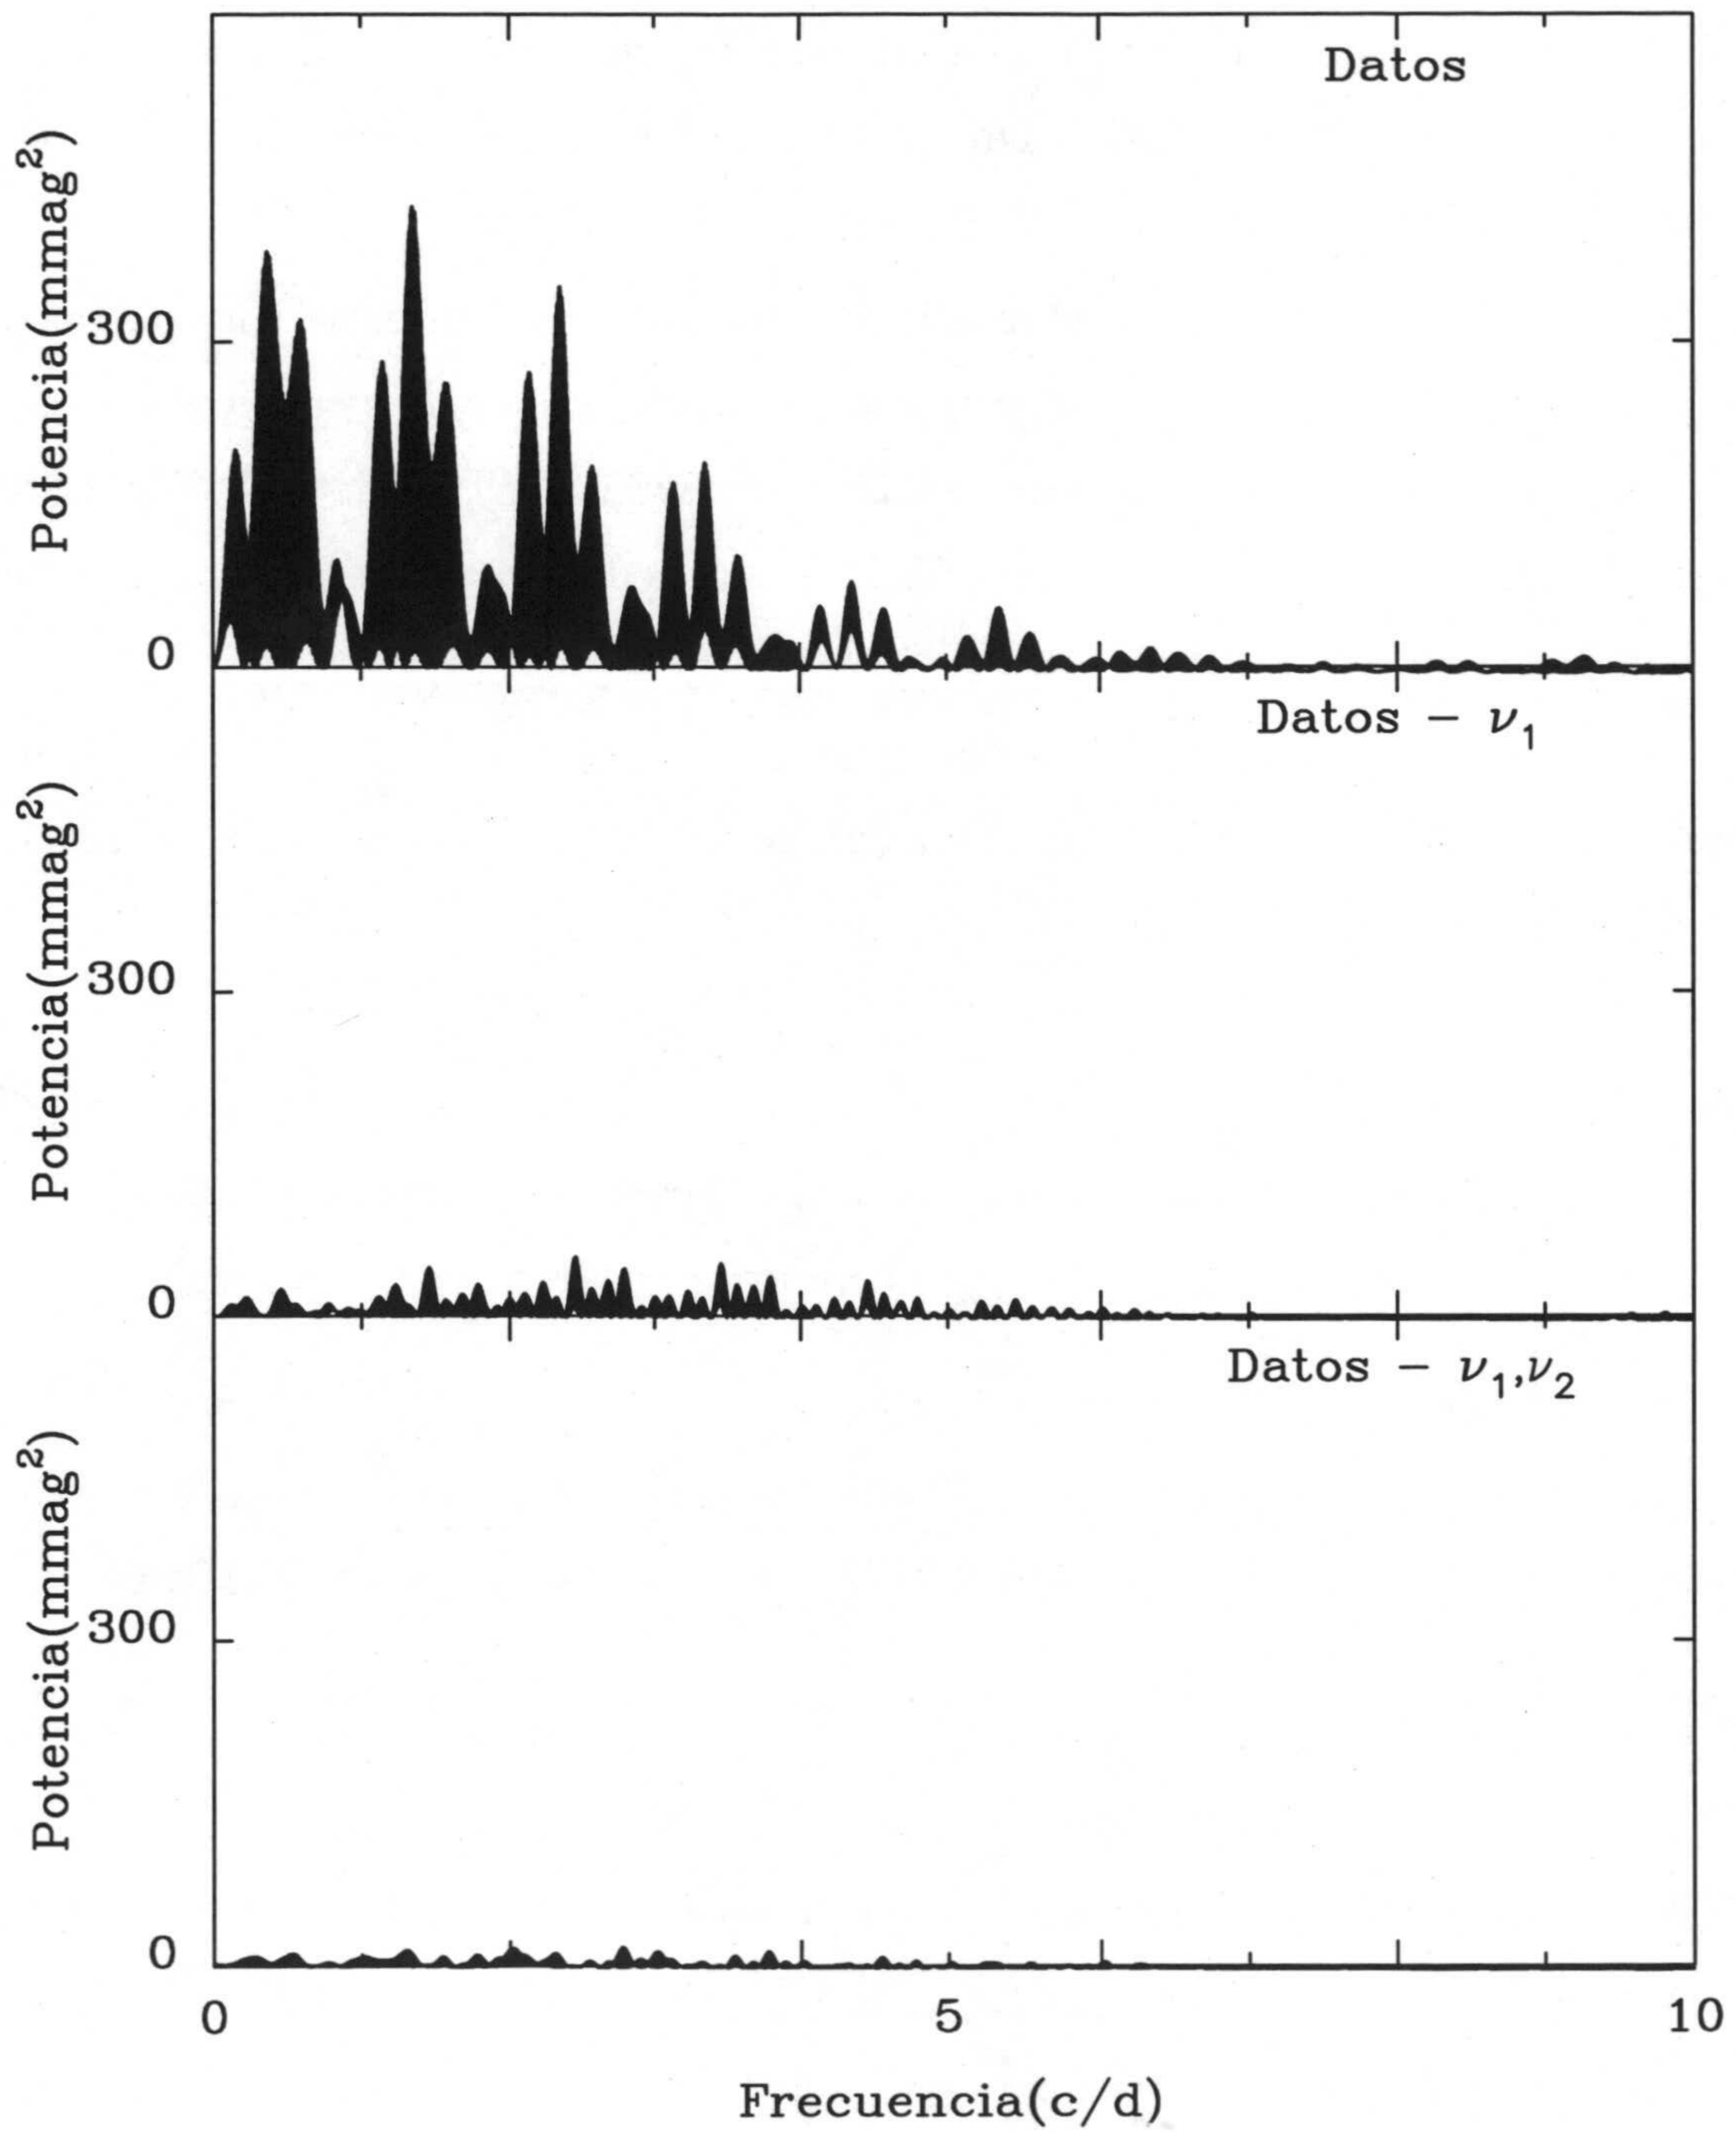 Datos
Potencia(mmag²)
300
0
Datos - ν₁
Potencia(mmag²)
300
0
Datos - ν₁,ν₂
Potencia(mmag²)
300
0
0 5 10
Frecuencia(c/d)